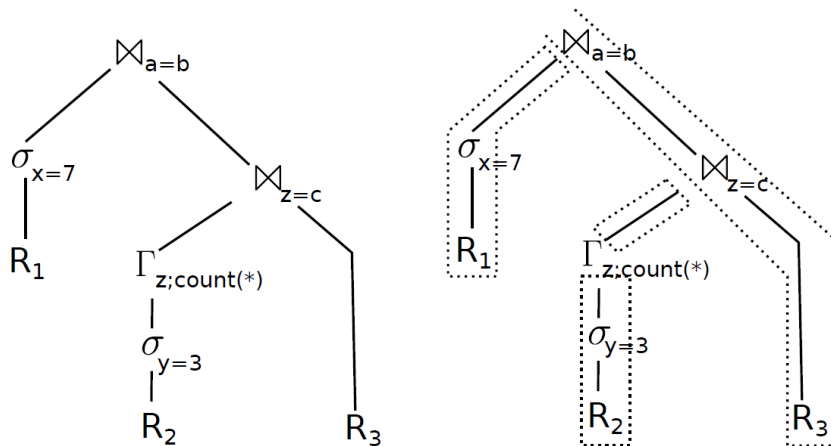 ⋈a=b
σx=7
⋈z=c
R1
Γz;count(*)
σy=3
R2
R3
⋈a=b
σx=7
⋈z=c
R1
Γz;count(*)
σy=3
R2
R3